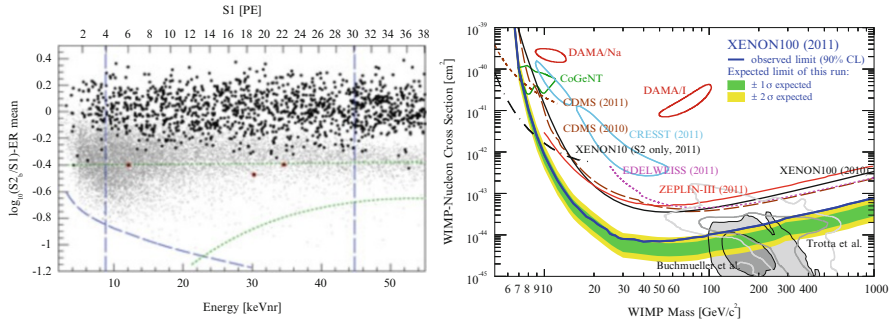 S1 [PE]
0 2 4 6 8 10 12 14 16 18 20 22 24 26 28 30 32 34 36 38
log₁₀(S2_b/S1)-ER mean
0.4
0.2
0
-0.2
-0.4
-0.6
-0.8
-1
-1.2
10 20 30 40 50
Energy [keVnr]
WIMP-Nucleon Cross Section [cm²]
10⁻³⁹
10⁻⁴⁰
10⁻⁴¹
10⁻⁴²
10⁻⁴³
10⁻⁴⁴
10⁻⁴⁵
DAMA/Na
CoGeNT
DAMA/I
CDMS (2011)
CDMS (2010)
CRESST (2011)
XENON10 (S2 only, 2011)
EDELWEISS (2011)
ZEPLIN-III (2011)
XENON100 (2010)
XENON100 (2011)
observed limit (90% CL)
Expected limit of this run:
± 1σ expected
± 2σ expected
Trotta et al.
Buchmueller et al.
6 7 8 9 10 20 30 40 50 60 100 200 300 400 1000
WIMP Mass [GeV/c²]